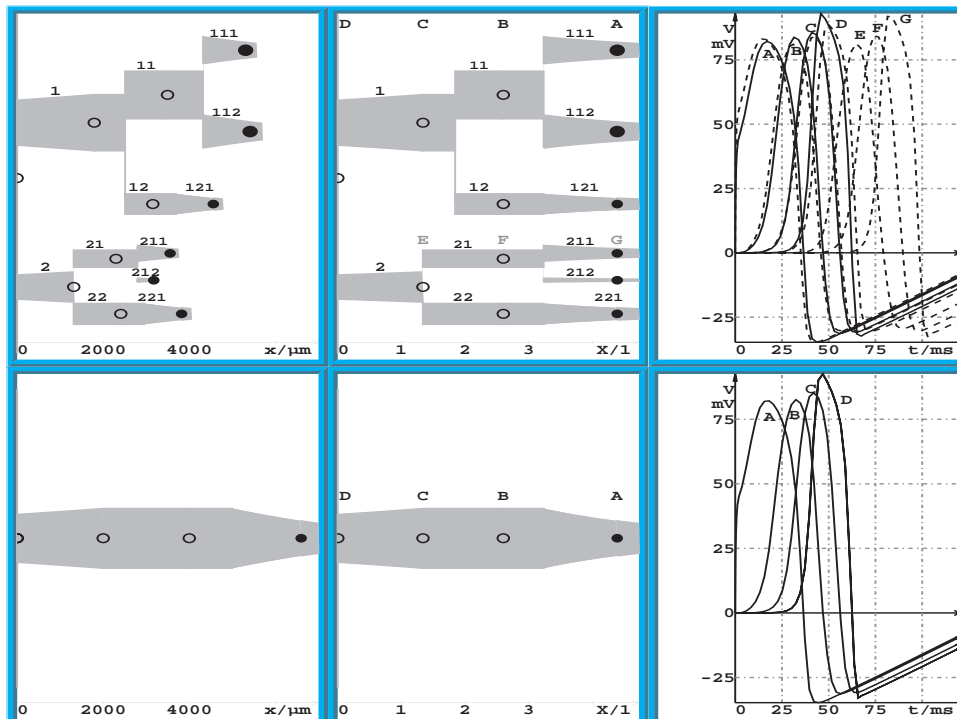 111
11
1
112
12 121
21 211
2 212
22 221
0 2000 4000 x/µm
D C B A
111
11
1
112
12 121
E F G
21 211
2 212
22 221
0 1 2 3 X/1
V
mV
75
50
25
0
−25
A B C D E F G
0 25 50 75 t/ms
0 2000 4000 x/µm
D C B A
0 1 2 3 X/1
V
mV
75
50
25
0
−25
A B C D
0 25 50 75 t/ms